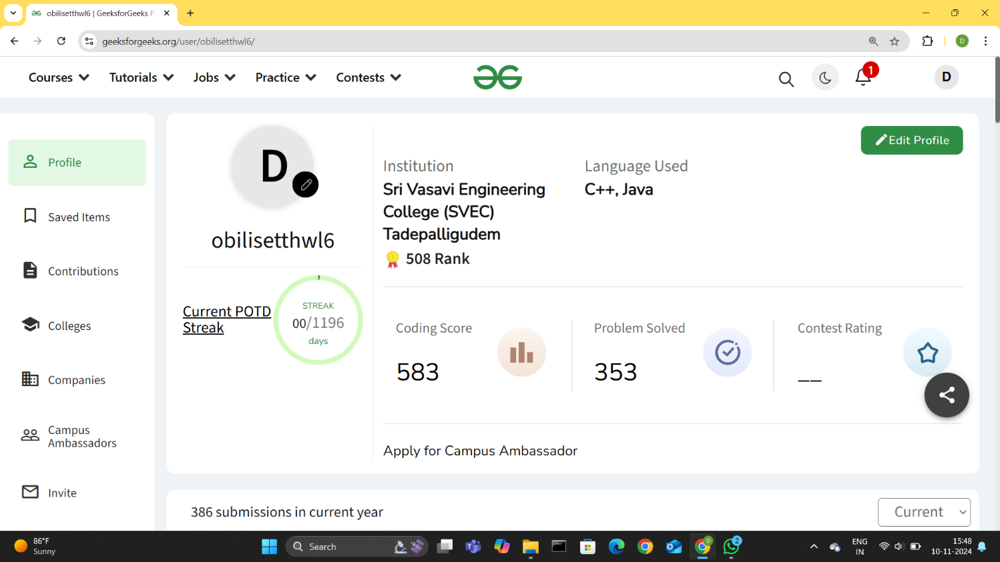 obilisetthwl6 | GeeksforGeeks P
geeksforgeeks.org/user/obilisetthwl6/
D
Courses
Tutorials
Jobs
Practice
Contests
1
D
Profile
Saved Items
Contributions
Colleges
Companies
Campus
Ambassadors
Invite
D
obilisetthwl6
Current POTD
Streak
STREAK
00/1196
days
Edit Profile
Institution
Sri Vasavi Engineering
College (SVEC)
Tadepalligudem
508 Rank
Language Used
C++, Java
Coding Score
583
Problem Solved
353
Contest Rating
__
Apply for Campus Ambassador
386 submissions in current year
Current
86°F
Sunny
Search
D
2
ENG
IN
15:48
10-11-2024